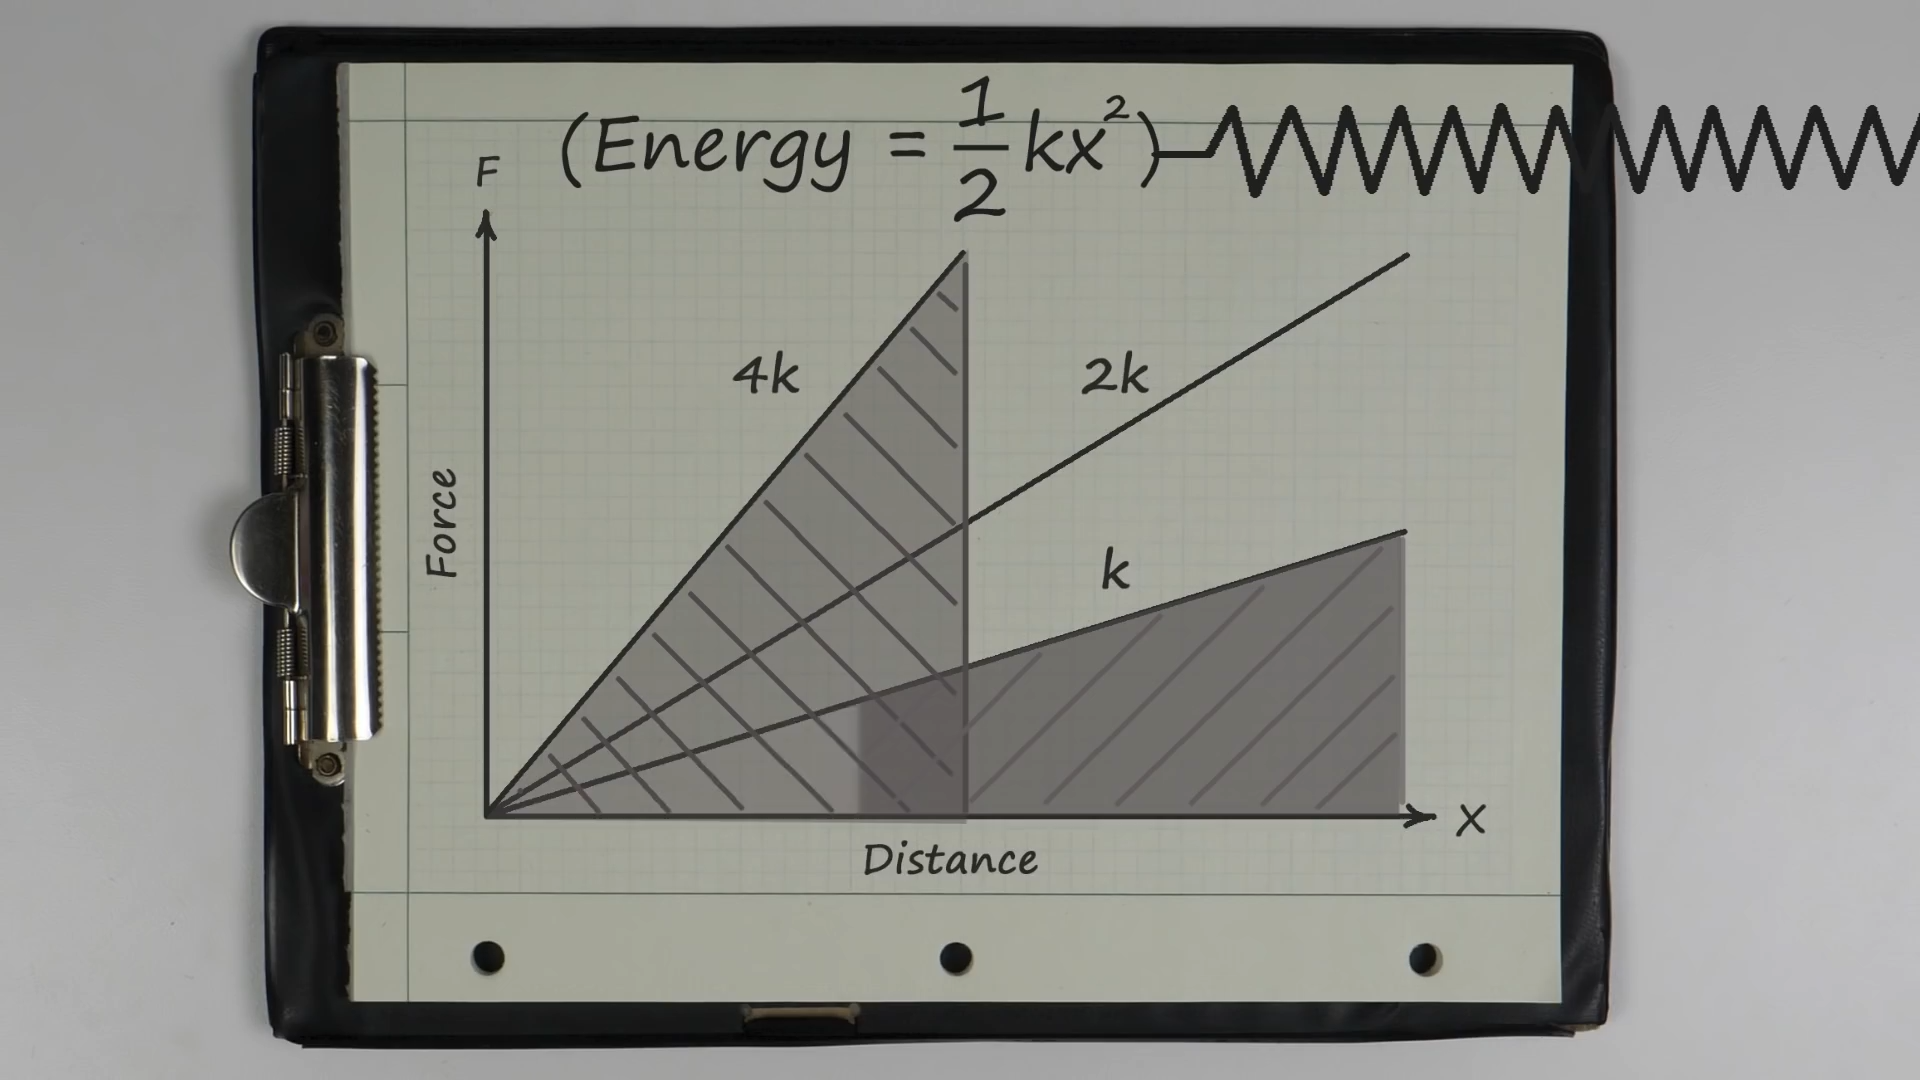 (Energy = 1/2 kx²)
F
4k
2k
Force
k
X
Distance